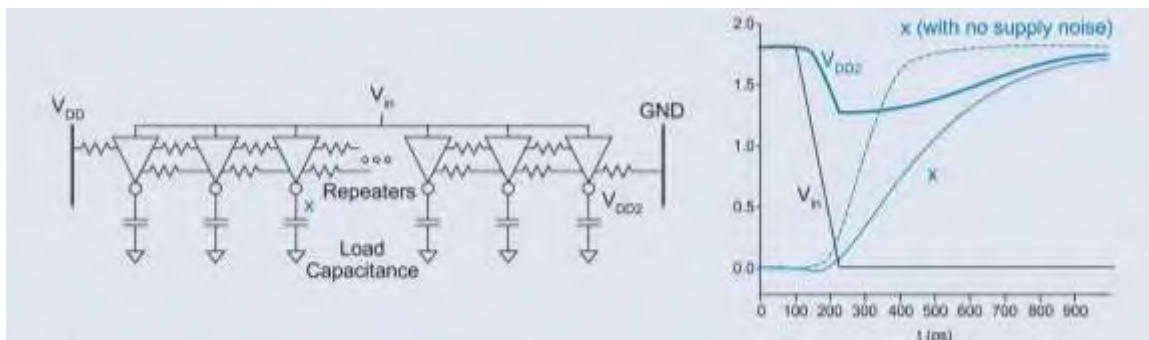 V_DD
V_in
GND
Repeaters
x
V_DD2
Load
Capacitance
2.0
1.5
1.0
0.5
0.0
x (with no supply noise)
V_DD2
V_in
x
0 100 200 300 400 500 600 700 800 900
t (ps)